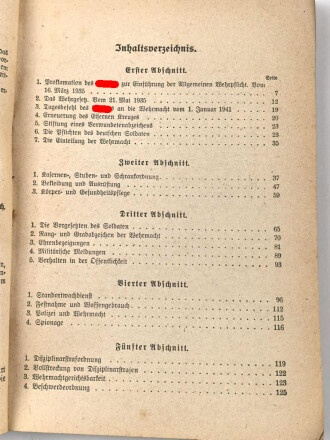 Inhaltsverzeichnis.
Erster Abschnitt.
Seite
1. Proklamation des zur Einführung der Allgemeinen Wehrpflicht. Vom
16. März 1935 7
2. Das Wehrgesetz. Vom 21. Mai 1935 12
3. Tagesbefehl des an die Wehrmacht vom 1. Januar 1941 19
4. Erneuerung des Eisernen Kreuzes 20
5. Stiftung eines Verwundetenabzeichens 23
6. Die Pflichten des deutschen Soldaten 23
7. Die Einteilung der Wehrmacht 35
Zweiter Abschnitt.
1. Kasernen-, Stuben- und Schrankordnung 37
2. Bekleidung und Ausrüstung 47
3. Körper- und Gesundheitspflege 59
Dritter Abschnitt.
1. Die Vorgesetzten des Soldaten 65
2. Rang- und Gradabzeichen der Wehrmacht 70
3. Ehrenbezeigungen 81
4. Militärische Meldungen 89
5. Verhalten in der Öffentlichkeit 93
Vierter Abschnitt.
1. Standortwachdienst 96
2. Festnahme und Waffengebrauch 112
3. Polizei und Wehrmacht 115
4. Spionage 116
Fünfter Abschnitt.
1. Disziplinarstrafordnung 119
2. Vollstreckung von Disziplinarstrafen 122
3. Wehrmachtgerichtsbarkeit 123
4. Beschwerdeordnung 125